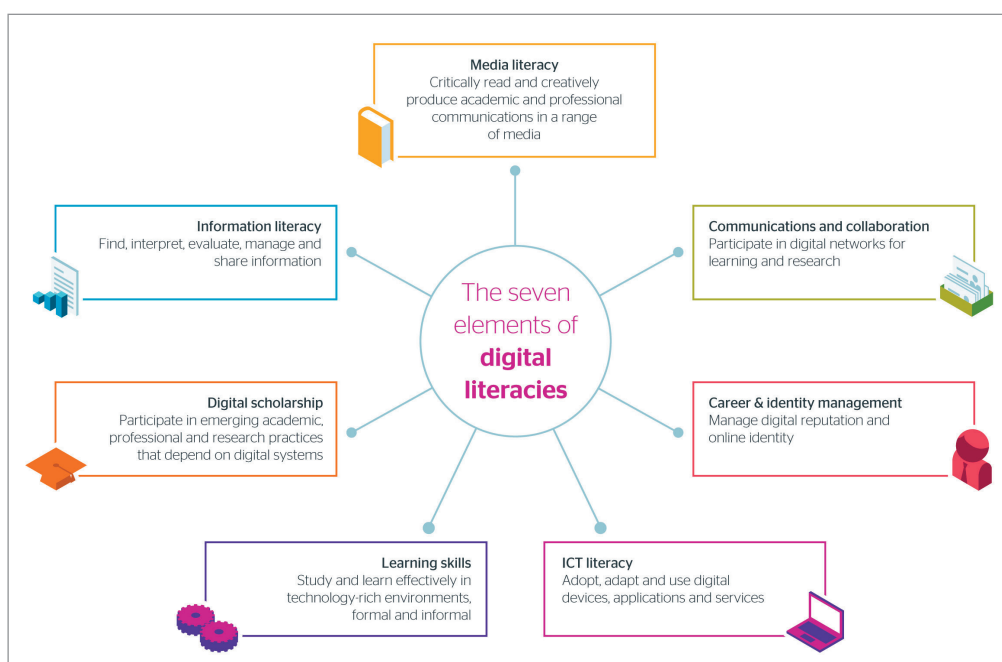 Media literacy
Critically read and creatively
produce academic and professional
communications in a range
of media
Information literacy
Find, interpret, evaluate, manage and
share information
Communications and collaboration
Participate in digital networks for
learning and research
The seven
elements of
digital
literacies
Digital scholarship
Participate in emerging academic,
professional and research practices
that depend on digital systems
Career & identity management
Manage digital reputation and
online identity
Learning skills
Study and learn effectively in
technology-rich environments,
formal and informal
ICT literacy
Adopt, adapt and use digital
devices, applications and services